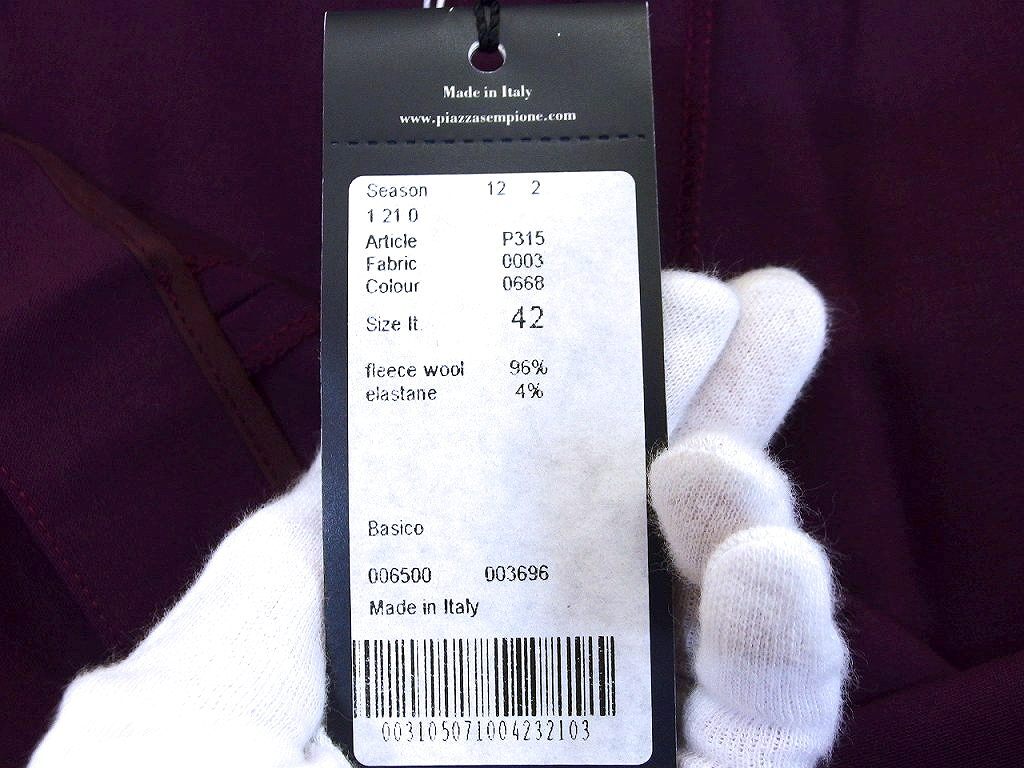 Made in Italy
www.piazzasempione.com
Season 12 2
1 21 0
Article P315
Fabric 0003
Colour 0668
Size It. 42
fleece wool 96%
elastane 4%
Basico
006500 003696
Made in Italy
003105071004232103